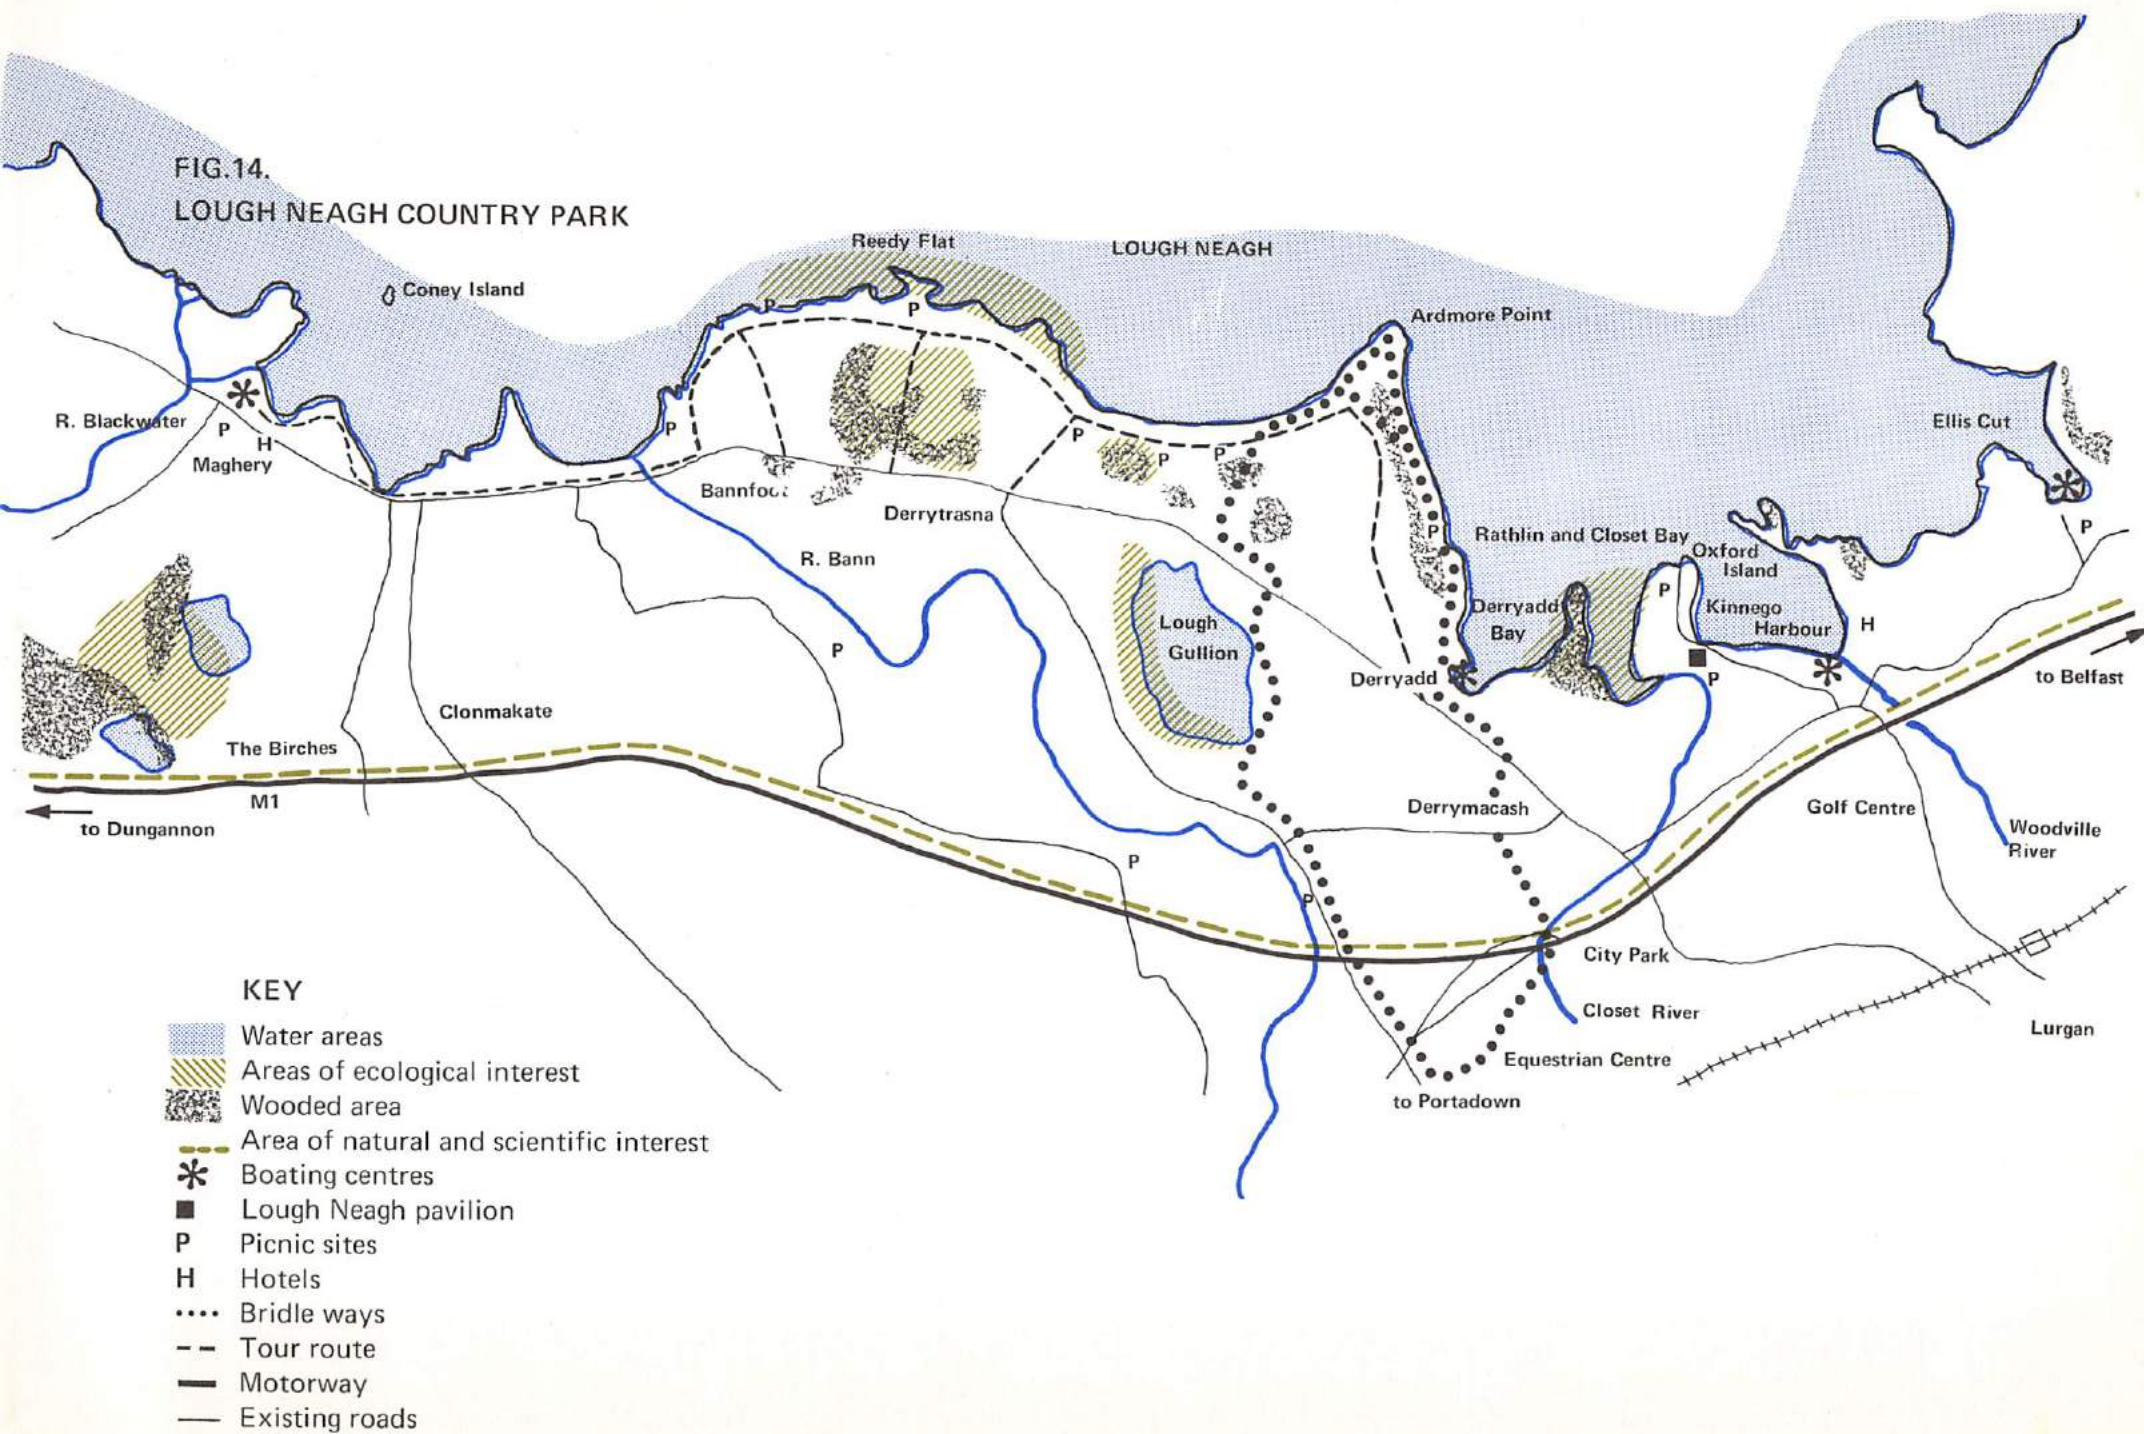 FIG.14.
LOUGH NEAGH COUNTRY PARK
Reedy Flat
LOUGH NEAGH
Coney Island
P
P
Ardmore Point
R. Blackwater
P
H
Maghery
P
P
P
P
Ellis Cut
Bannfoot
Derrytrasna
R. Bann
P
Rathlin and Closet Bay
P
Oxford
Island
P
Kinnego
Harbour
H
Derryadd
Bay
Lough
Gullion
P
Derryadd
P
to Belfast
Clonmakate
The Birches
M1
to Dungannon
Derrymacash
Golf Centre
Woodville
River
P
P
City Park
Closet River
Lurgan
Equestrian Centre
to Portadown
KEY
Water areas
Areas of ecological interest
Wooded area
Area of natural and scientific interest
Boating centres
Lough Neagh pavilion
P Picnic sites
H Hotels
Bridle ways
Tour route
Motorway
Existing roads